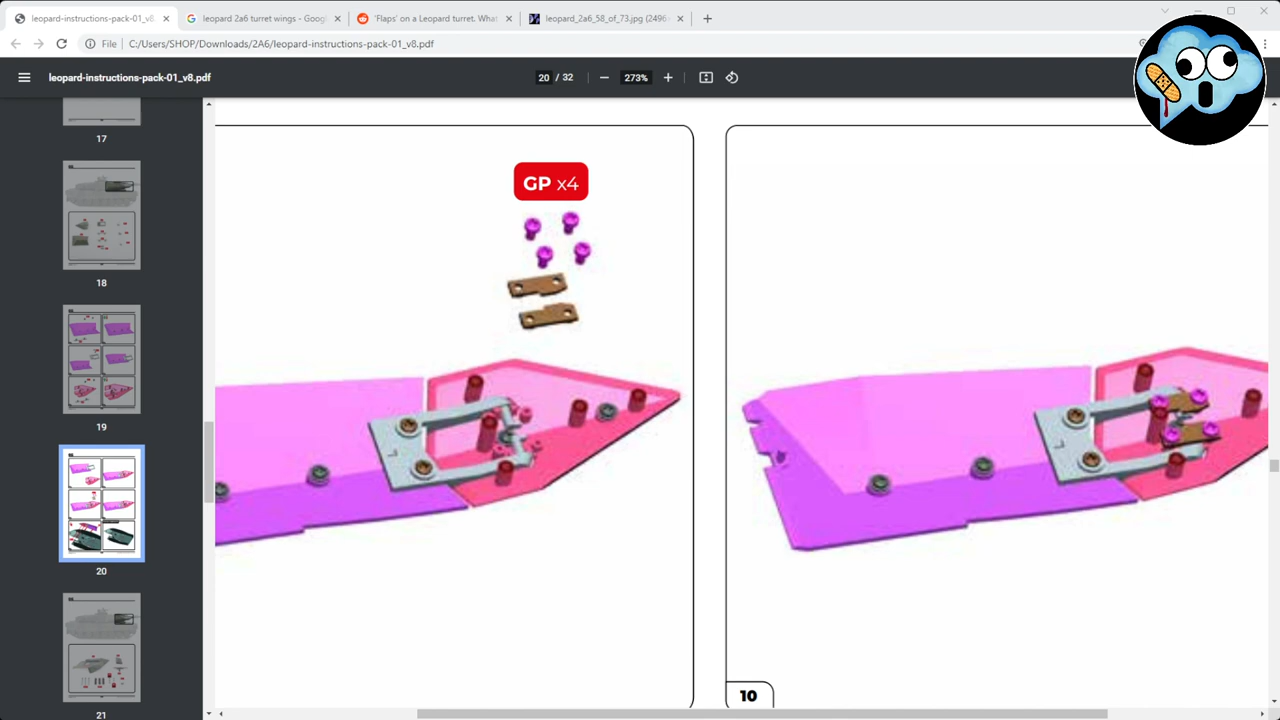 leopard-instructions-pack-01_v8
leopard 2a6 turret wings - Goog
'Flaps' on a Leopard turret. What
leopard_2a6_58_of_73.jpg (2496
File
C:/Users/SHOP/Downloads/2A6/leopard-instructions-pack-01_v8.pdf
leopard-instructions-pack-01_v8.pdf
20 / 32
273%
17
18
19
20
21
GP x4
L
L
10